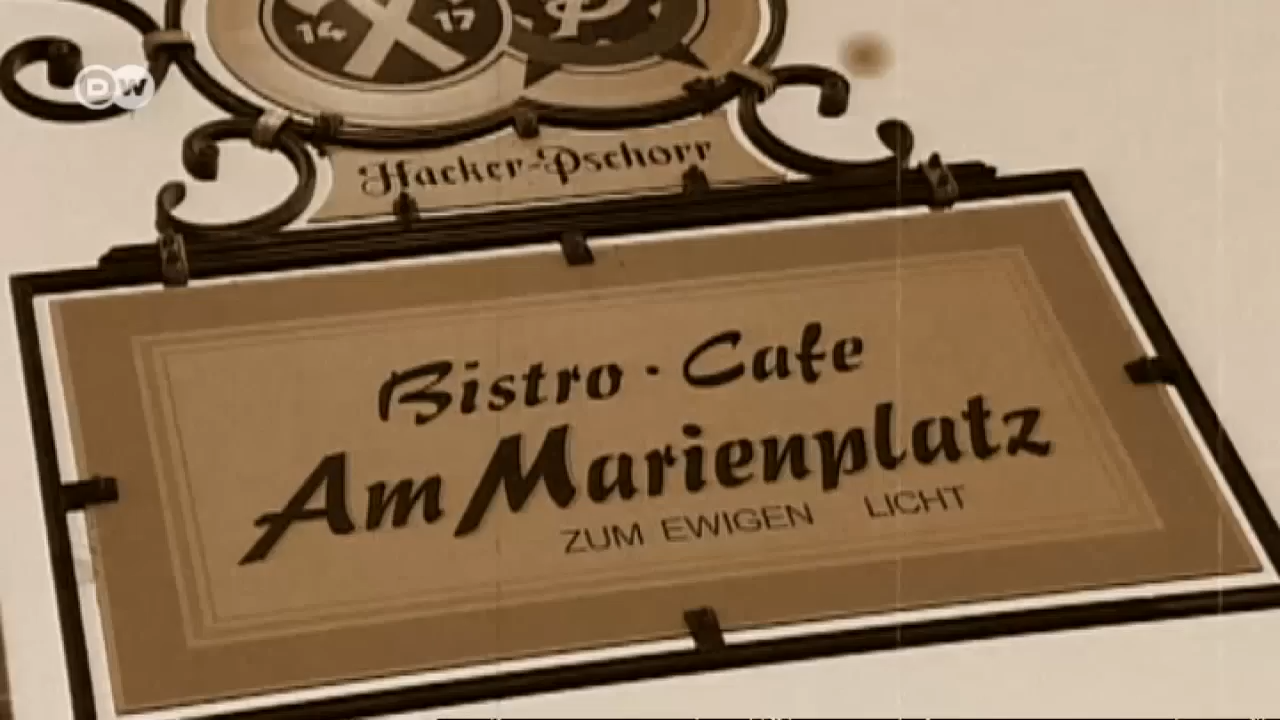 14 17
P
DW
Hacker-Pschorr
Bistro · Cafe
Am Marienplatz
ZUM EWIGEN LICHT